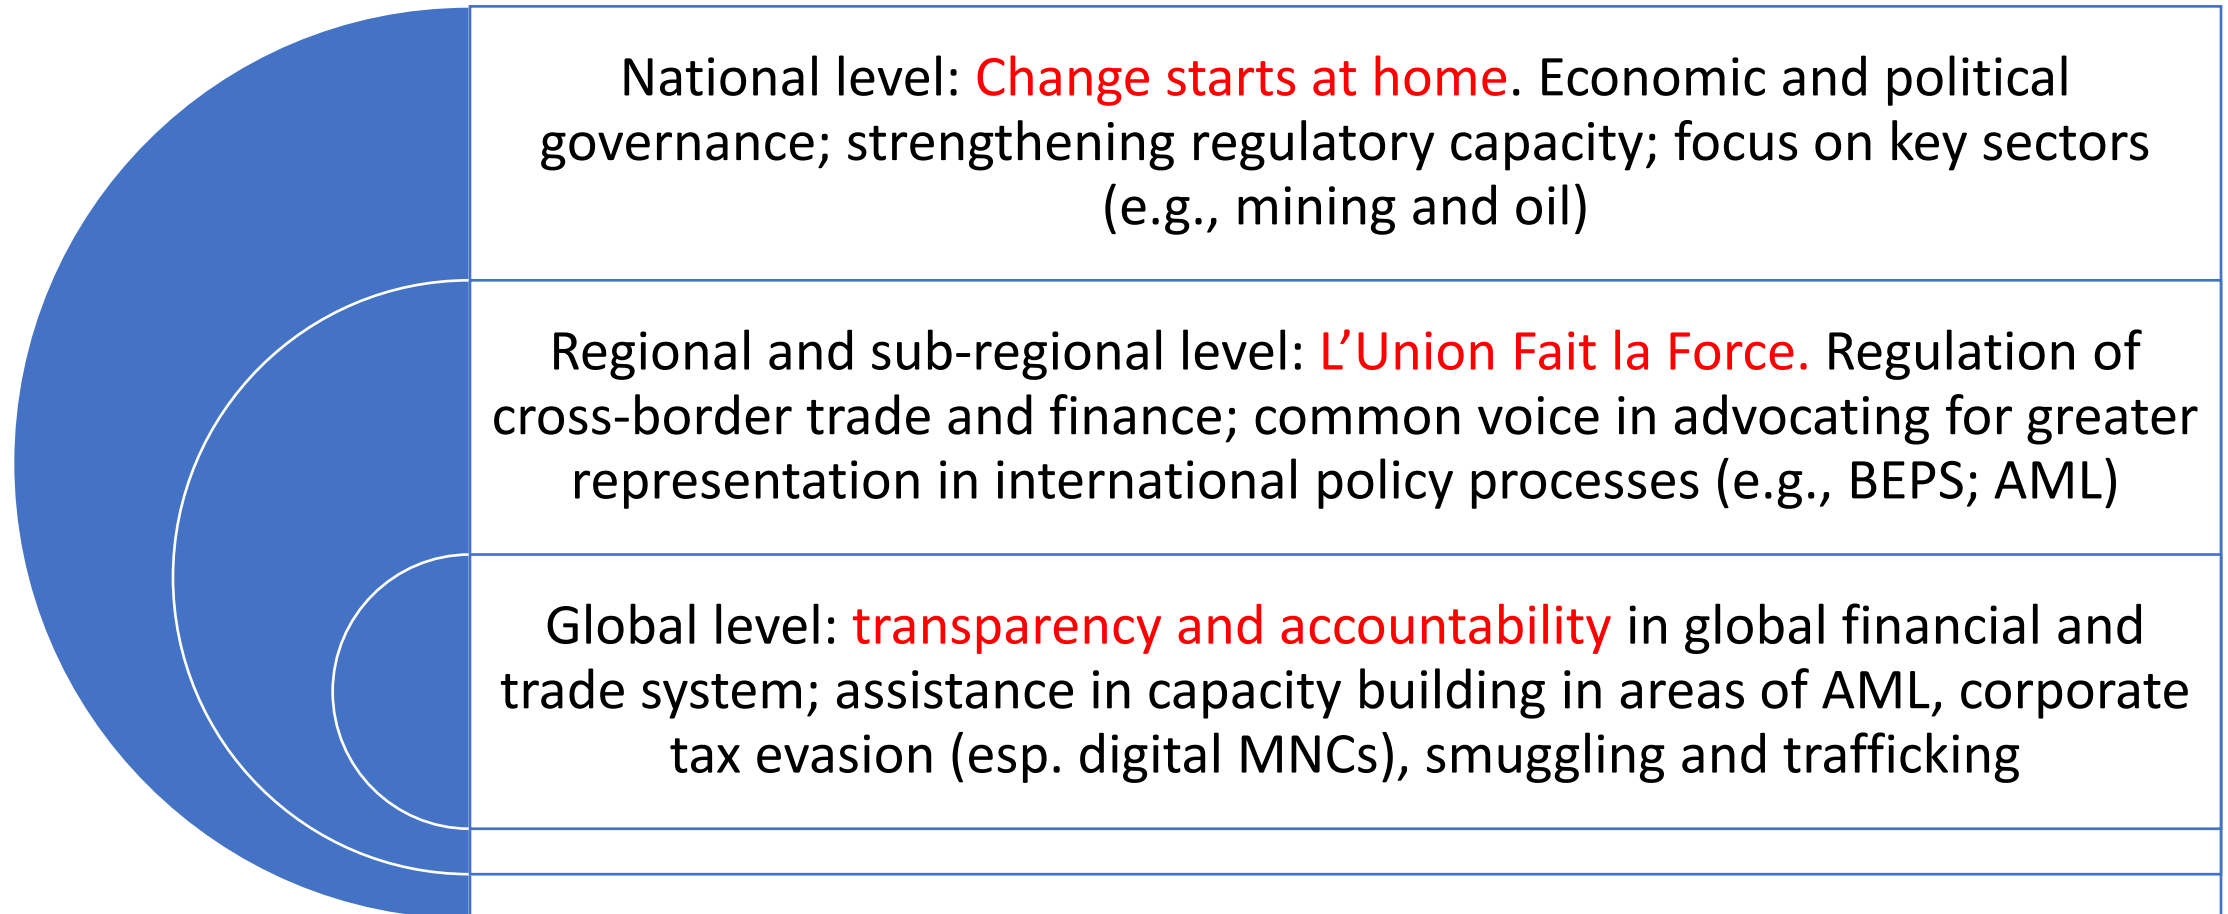 National level: Change starts at home. Economic and political
governance; strengthening regulatory capacity; focus on key sectors
(e.g., mining and oil)
Regional and sub-regional level: L’Union Fait la Force. Regulation of
cross-border trade and finance; common voice in advocating for greater
representation in international policy processes (e.g., BEPS; AML)
Global level: transparency and accountability in global financial and
trade system; assistance in capacity building in areas of AML, corporate
tax evasion (esp. digital MNCs), smuggling and trafficking